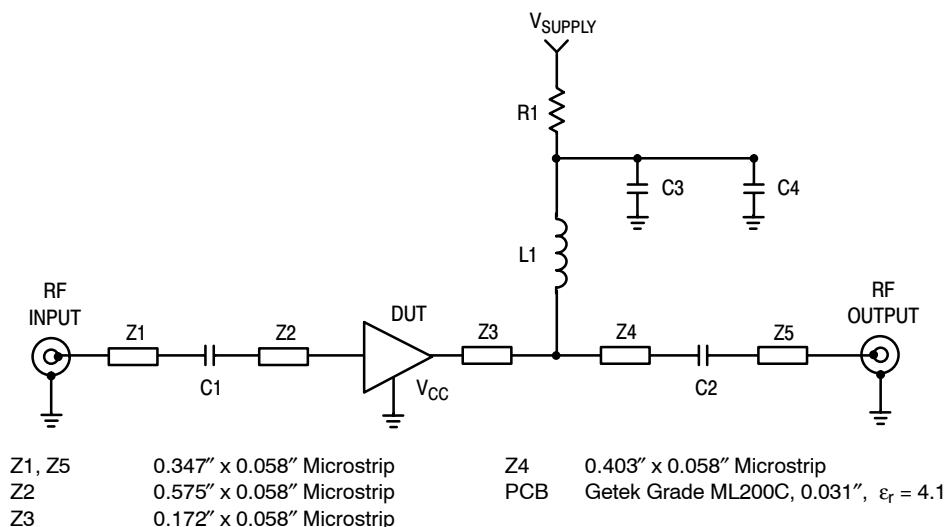 VSUPPLY
R1
C3
C4
L1
RF
INPUT
DUT
RF
OUTPUT
Z1
Z2
Z3
Z4
Z5
C1
VCC
C2
Z1, Z5 0.347″ x 0.058″ Microstrip
Z2 0.575″ x 0.058″ Microstrip
Z3 0.172″ x 0.058″ Microstrip
Z4 0.403″ x 0.058″ Microstrip
PCB Getek Grade ML200C, 0.031″, εr = 4.1